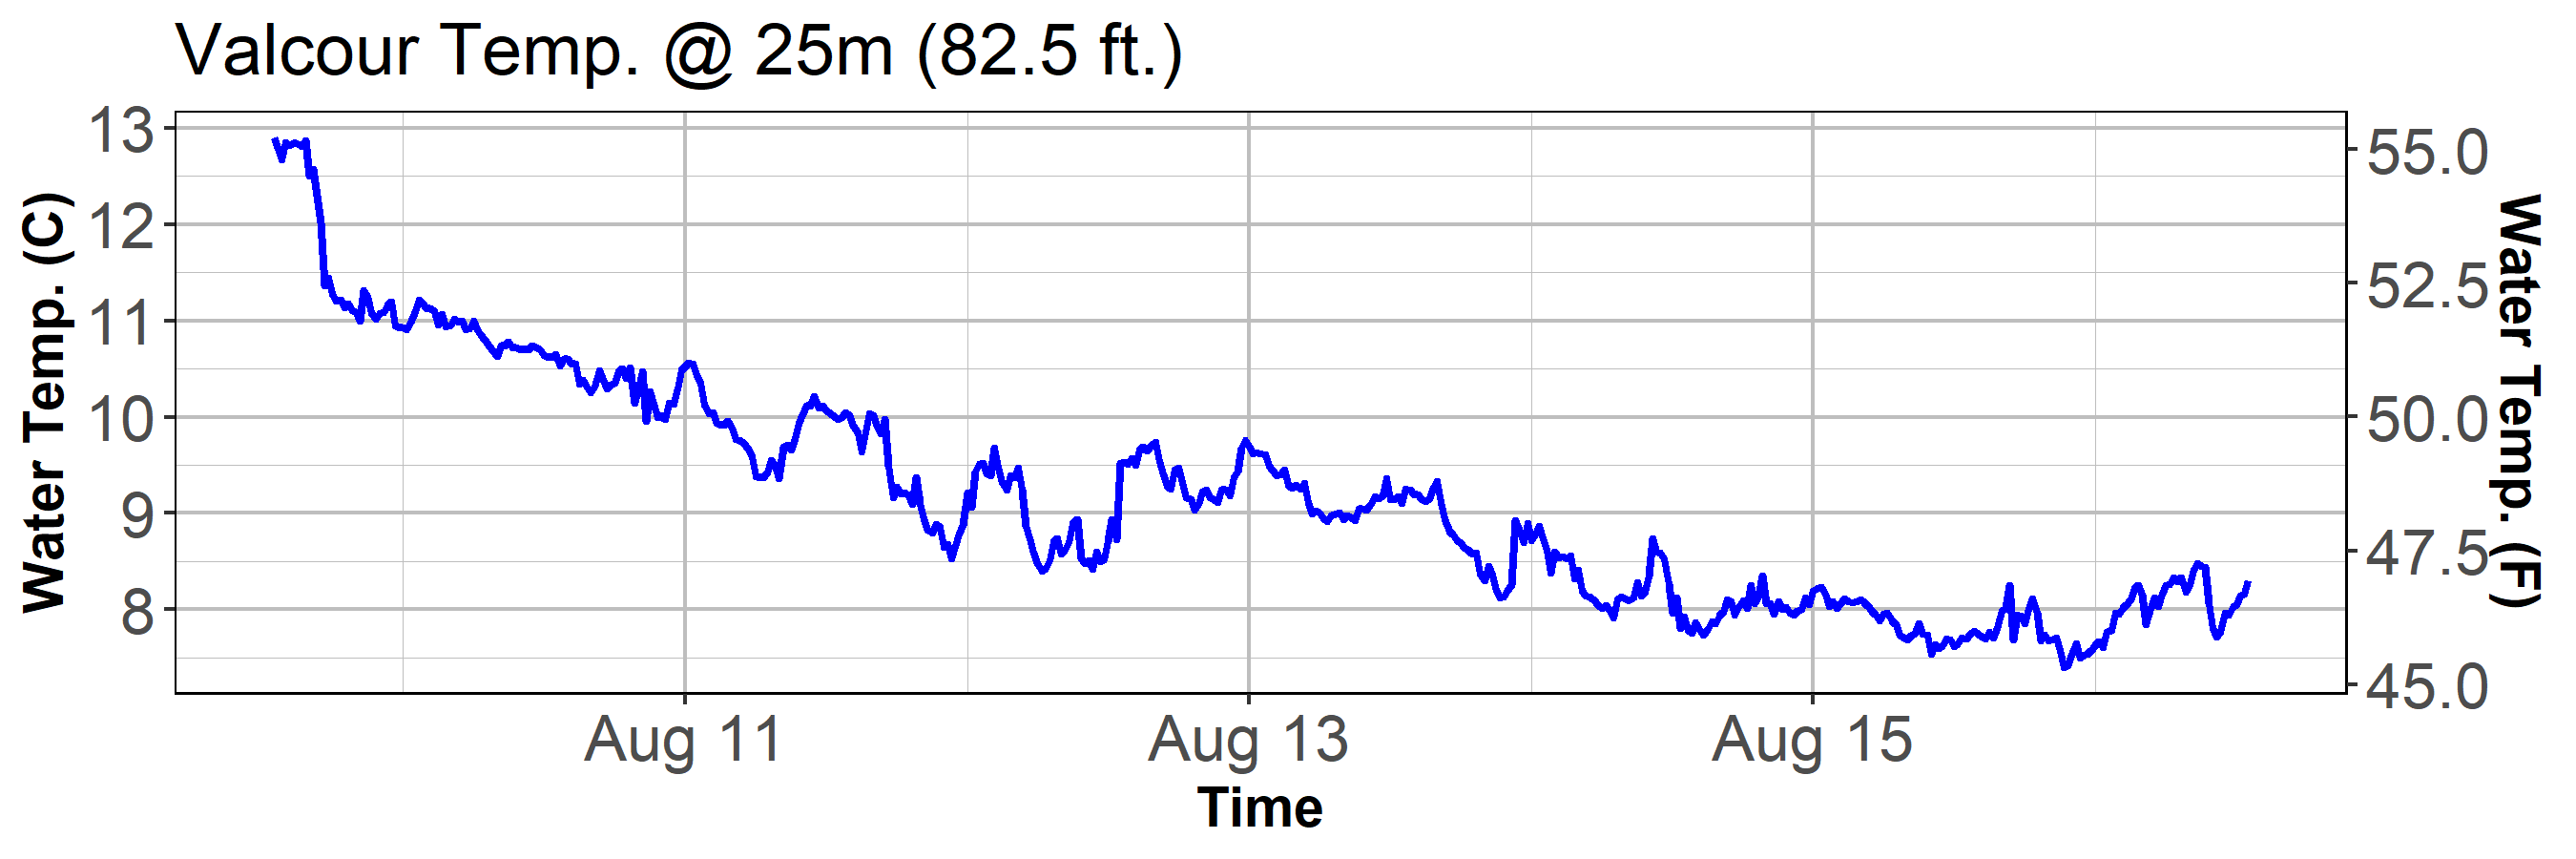 Valcour Temp. @ 25m (82.5 ft.)
Water Temp. (C)
13
12
11
10
9
8
55.0
52.5
50.0
47.5
45.0
Water Temp. (F)
Aug 11
Aug 13
Aug 15
Time